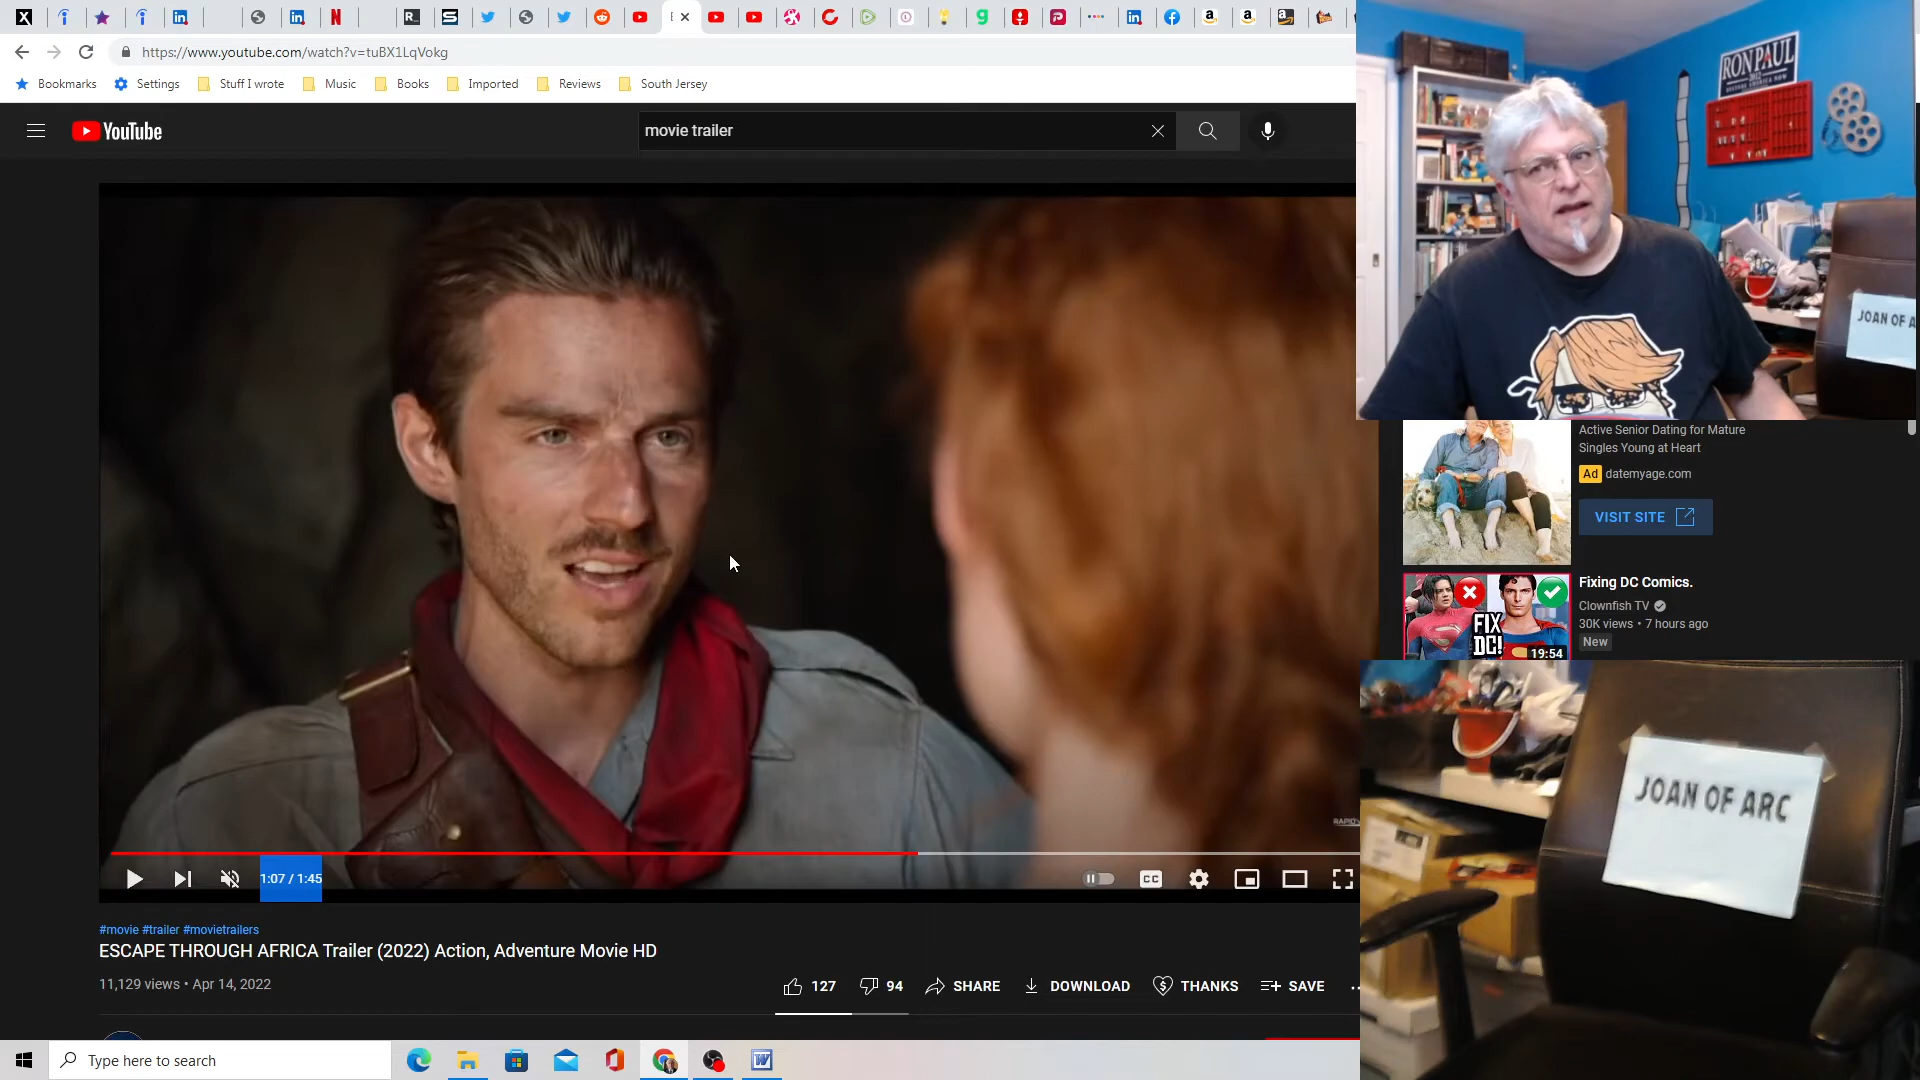 https://www.youtube.com/watch?v=tuBX1LqVokg
Bookmarks Settings Stuff I wrote Music Books Imported Reviews South Jersey
YouTube
movie trailer
RON PAUL
2012
JOAN OF A
Active Senior Dating for Mature
Singles Young at Heart
Ad datemyage.com
VISIT SITE
FIX
DC!
19:54
Fixing DC Comics.
Clownfish TV
30K views • 7 hours ago
New
JOAN OF ARC
1:07 / 1:45
CC
#movie #trailer #movietrailers
ESCAPE THROUGH AFRICA Trailer (2022) Action, Adventure Movie HD
11,129 views • Apr 14, 2022
127 94 SHARE DOWNLOAD THANKS SAVE
Type here to search